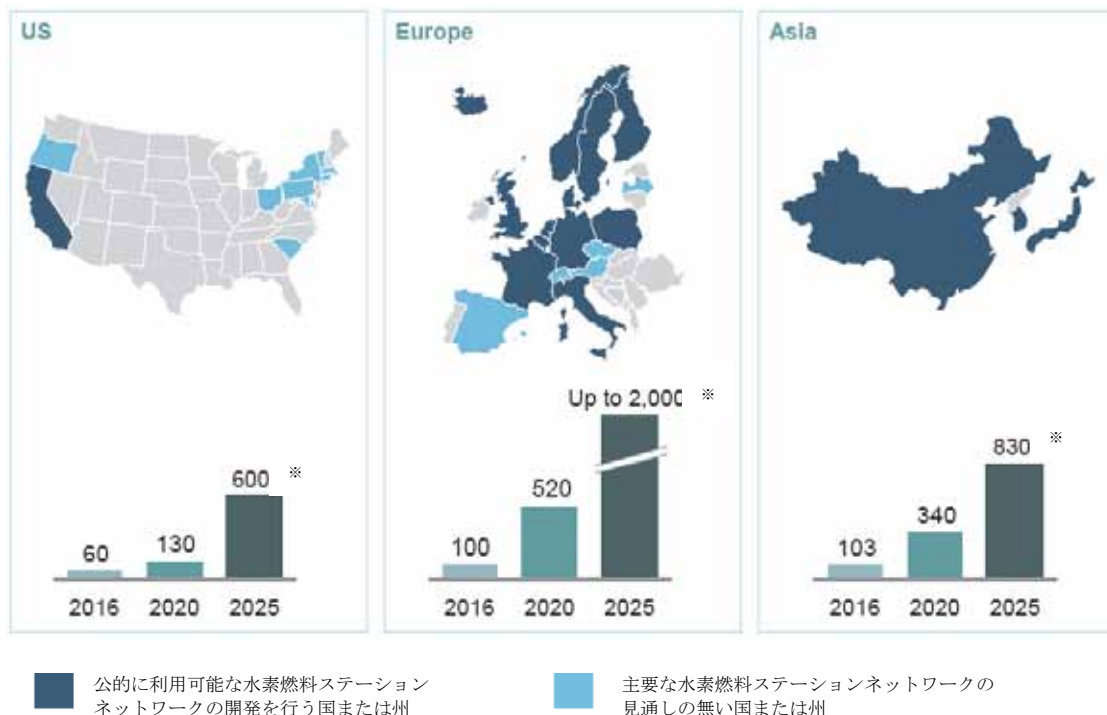 US
※
600
130
60
2016 2020 2025
Europe
Up to 2,000 ※
520
100
2016 2020 2025
Asia
※
830
340
103
2016 2020 2025
公的に利用可能な水素燃料ステーション
ネットワークの開発を行う国または州
主要な水素燃料ステーションネットワークの
見通しの無い国または州